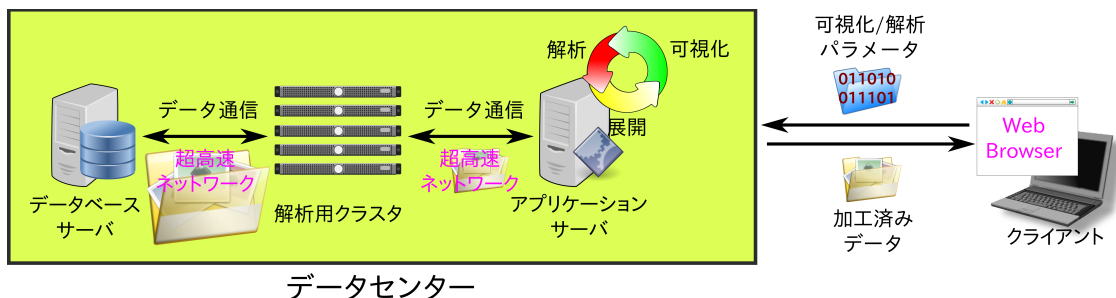 解析
可視化
展開
データ通信
超高速
ネットワーク
データ通信
超高速
ネットワーク
データベース
サーバ
解析用クラスタ
アプリケーション
サーバ
データセンター
可視化/解析
パラメータ
011010
011101
Web
Browser
加工済み
データ
クライアント